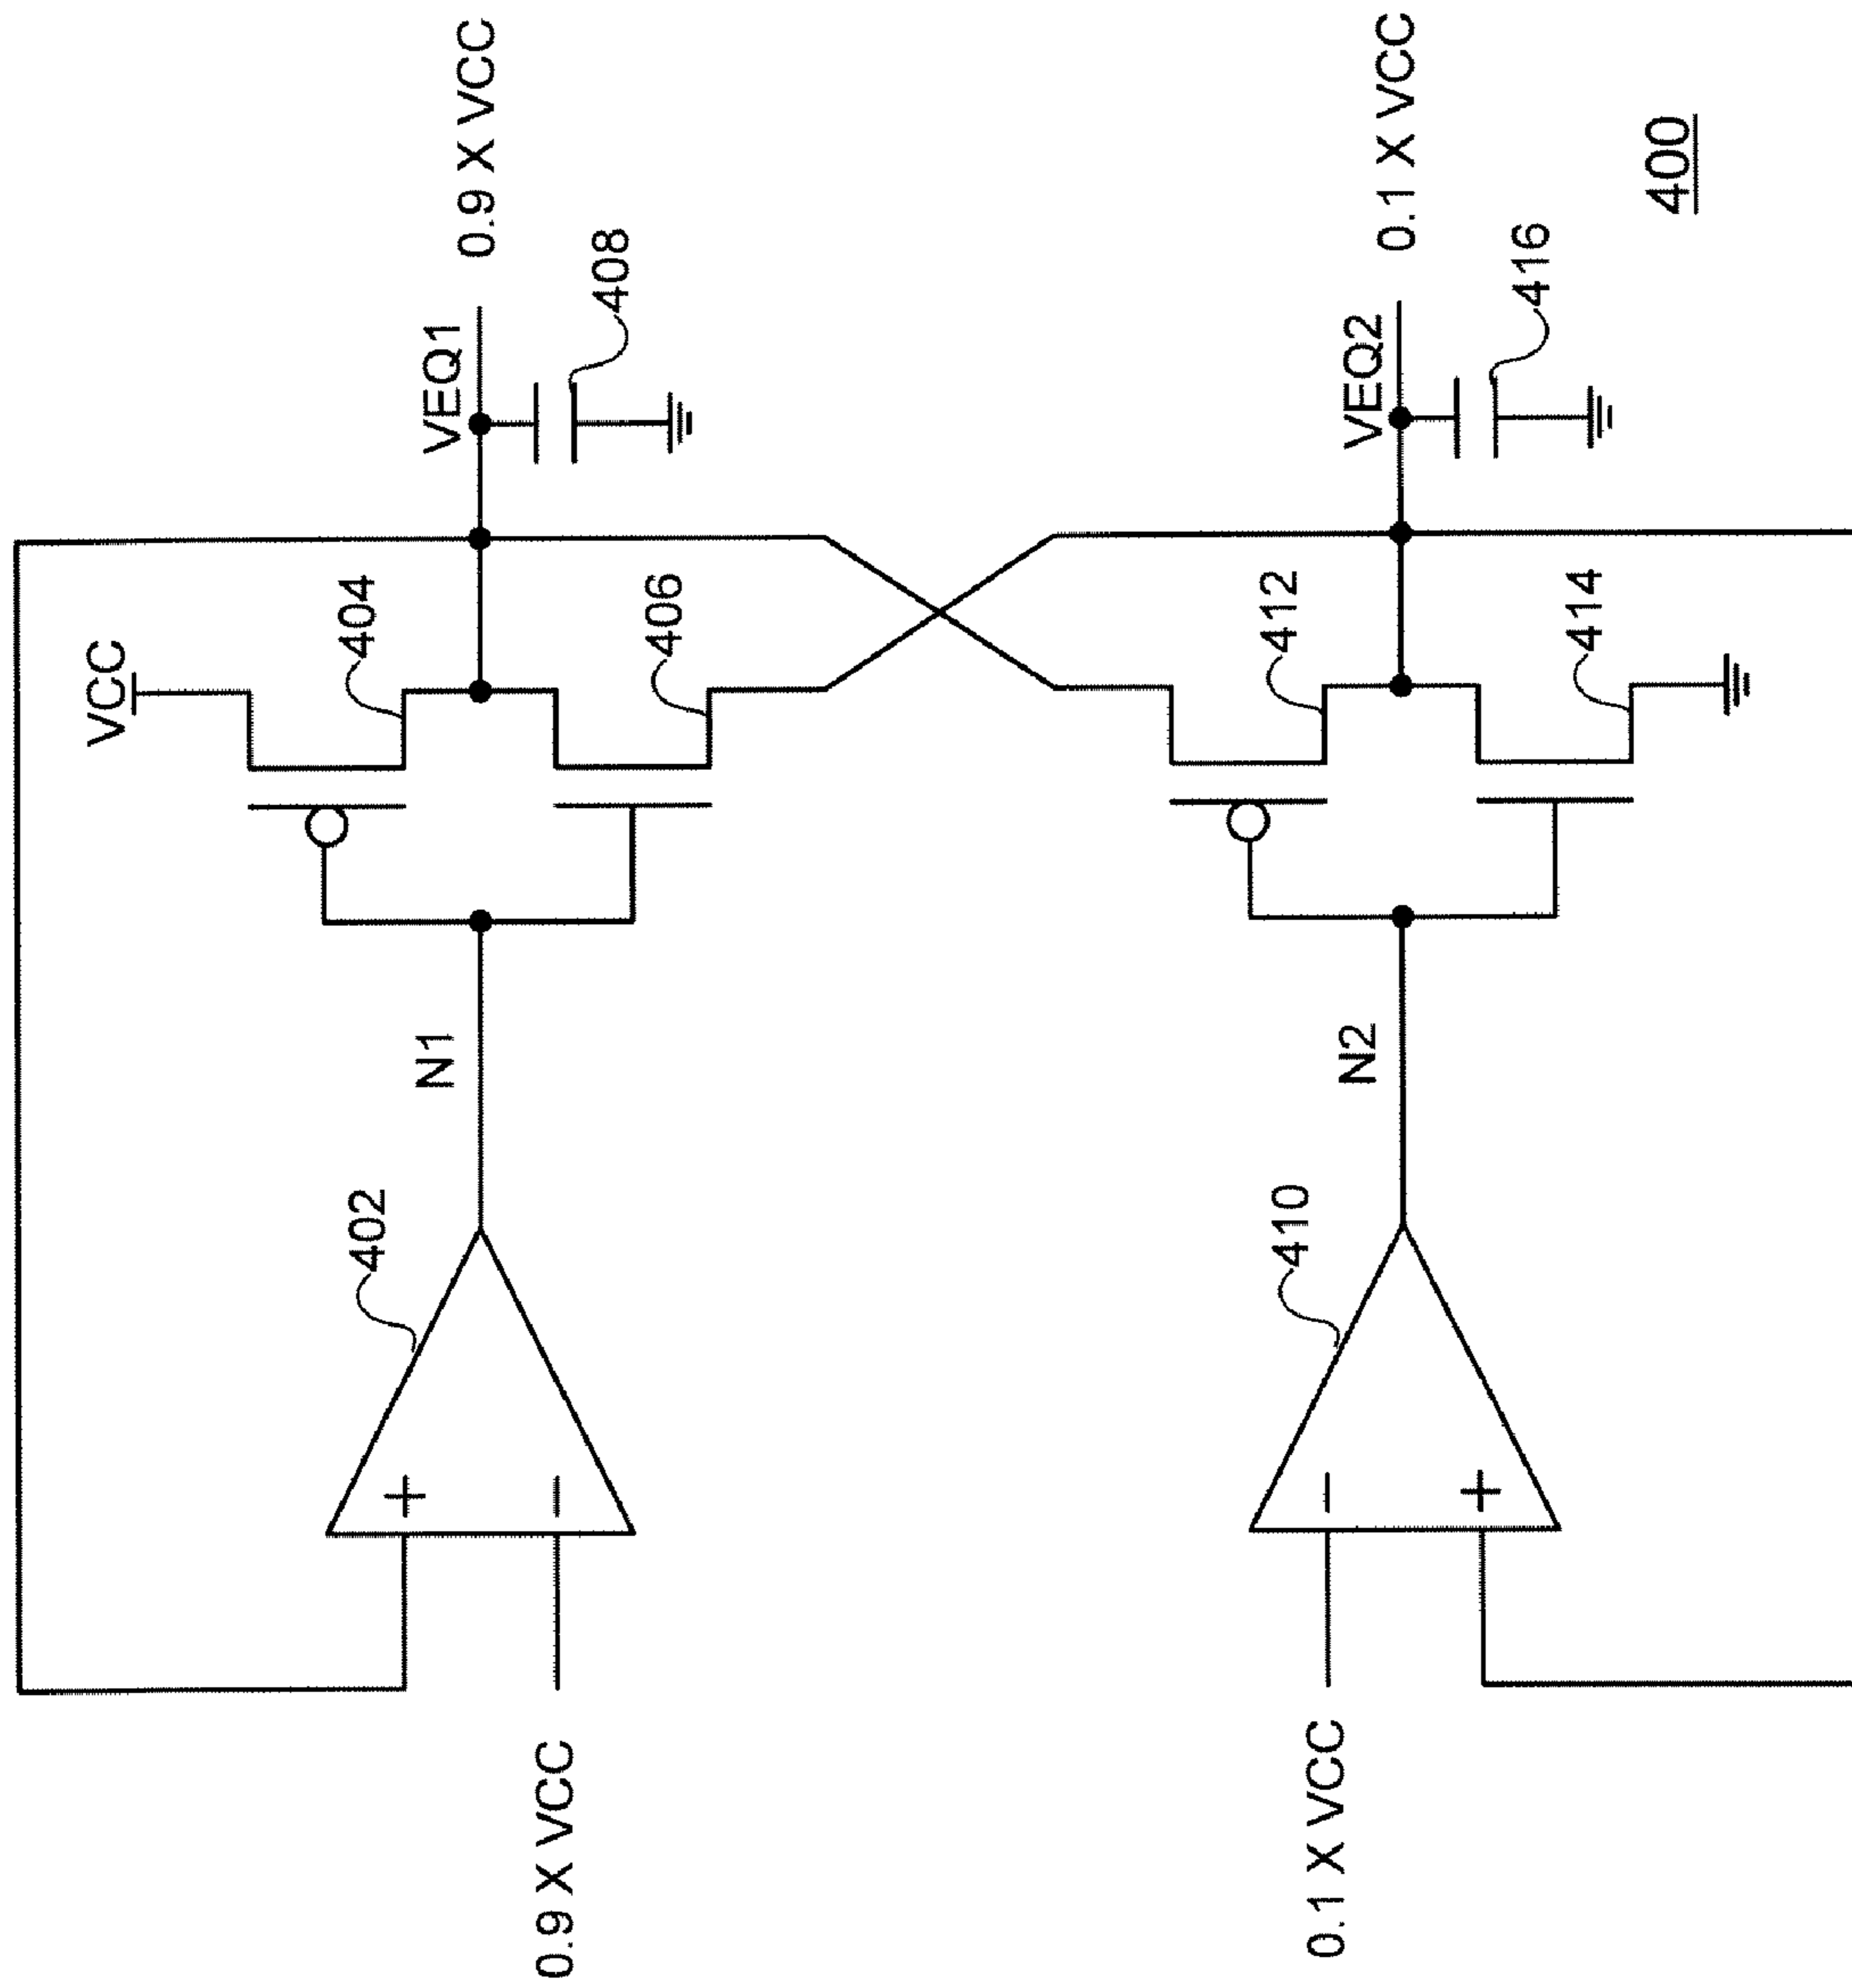 VCC
404
VEQ1
0.9 X VCC
402
+
−
N1
406
408
0.9 X VCC
0.1 X VCC
410
−
+
N2
412
414
VEQ2
416
0.1 X VCC
400